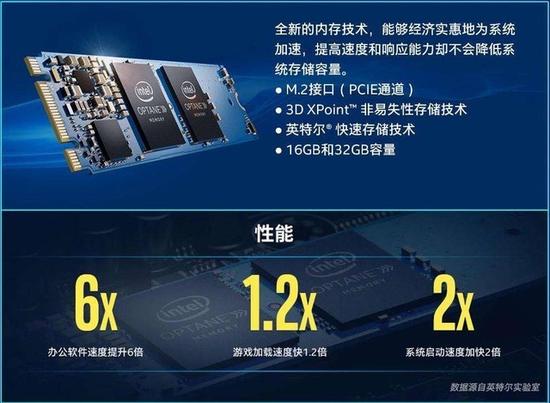 全新的内存技术，能够经济实惠地为系统
加速，提高速度和响应能力却不会降低系
统存储容量。
● M.2接口（PCIE通道）
● 3D XPoint™ 非易失性存储技术
● 英特尔® 快速存储技术
● 16GB和32GB容量
intel
OPTANE
MEMORY
intel
OPTANE
MEMORY
性能
6x
1.2x
2x
办公软件速度提升6倍
游戏加载速度快1.2倍
系统启动速度加快2倍
intel
OPTANE
MEMORY
intel
OPTANE
MEMORY
数据源自英特尔实验室